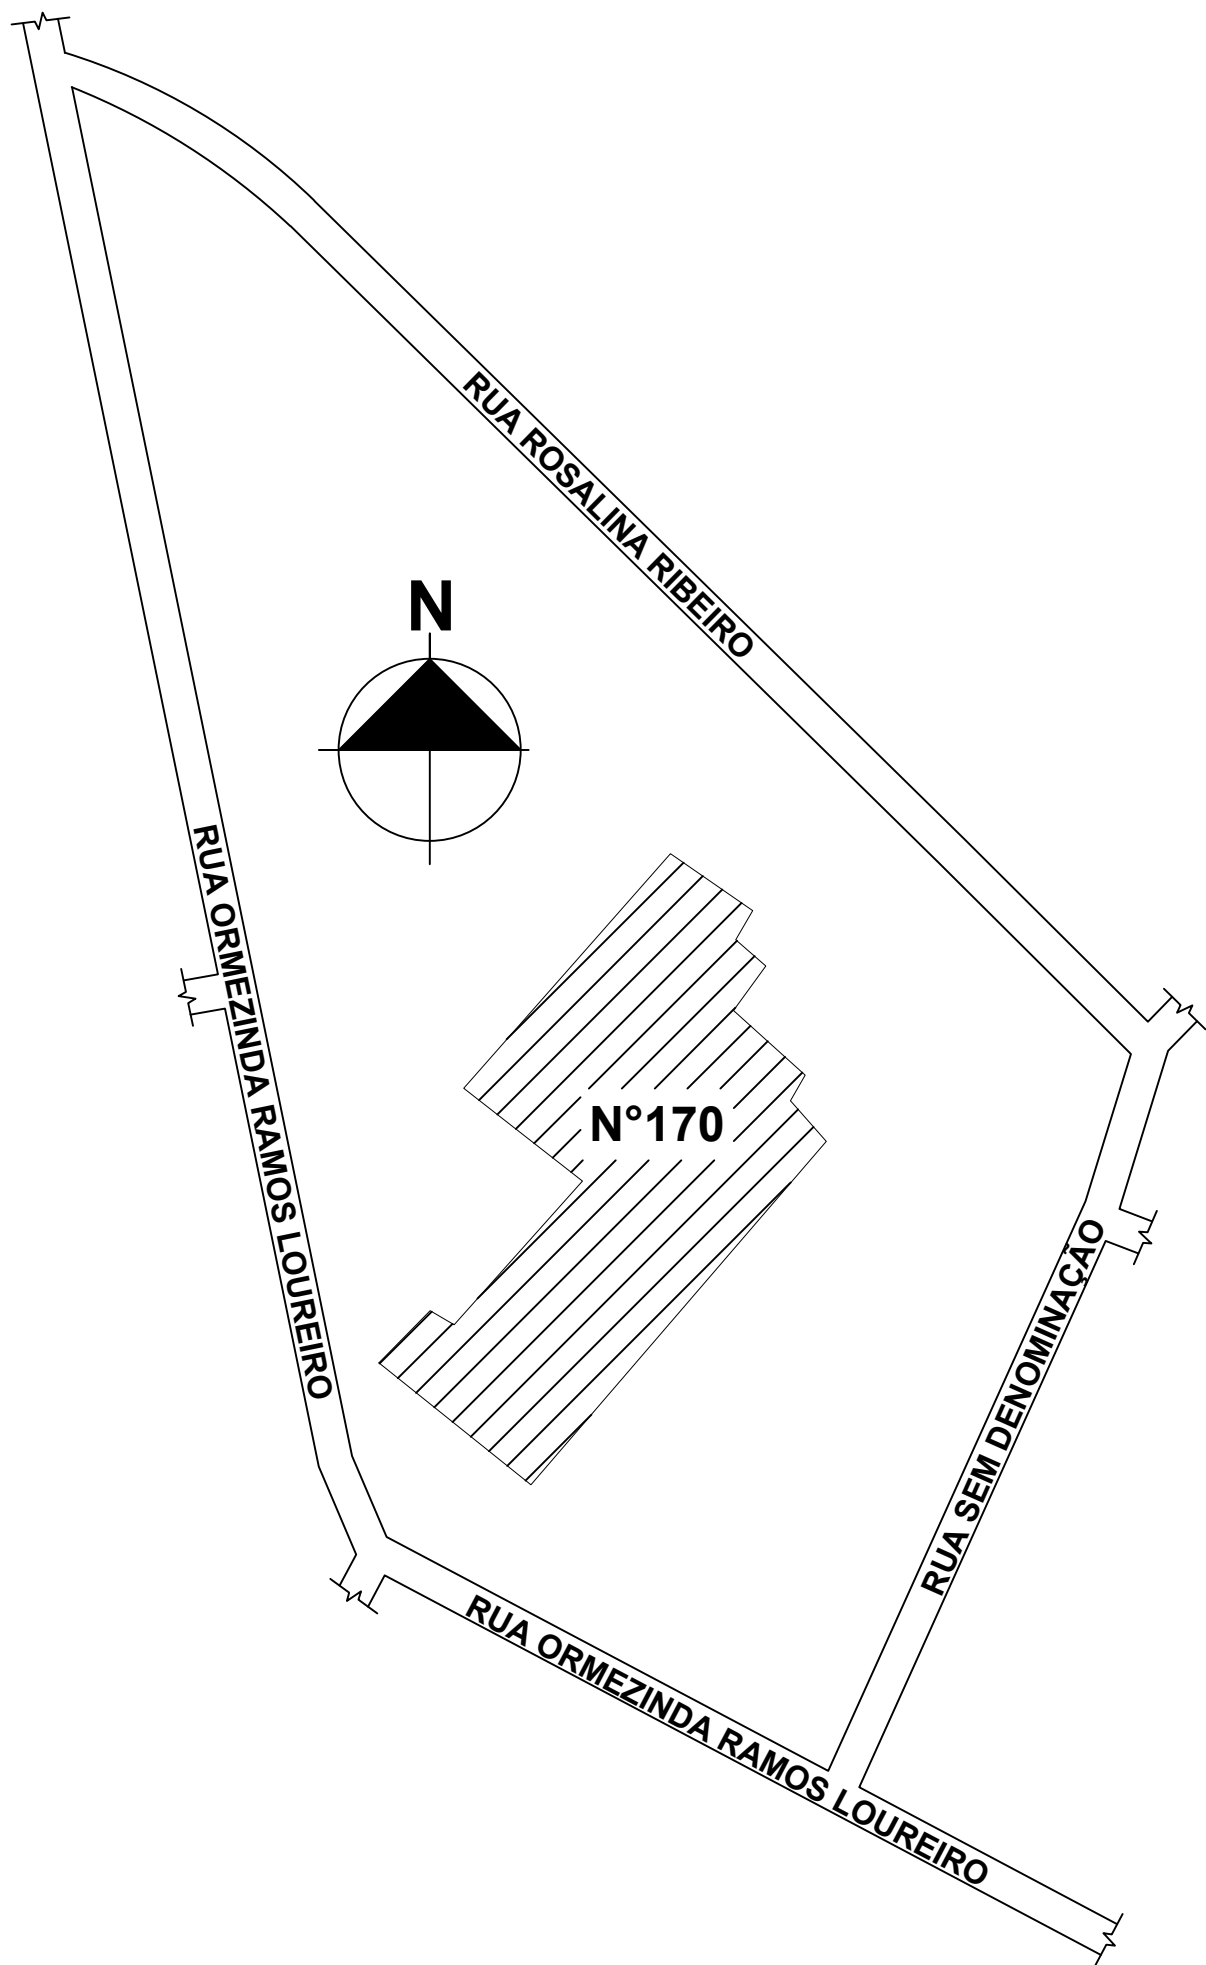 RUA ROSALINA RIBEIRO
N
RUA ORMEZINDA RAMOS LOUREIRO
N°170
RUA SEM DENOMINAÇÃO
RUA ORMEZINDA RAMOS LOUREIRO